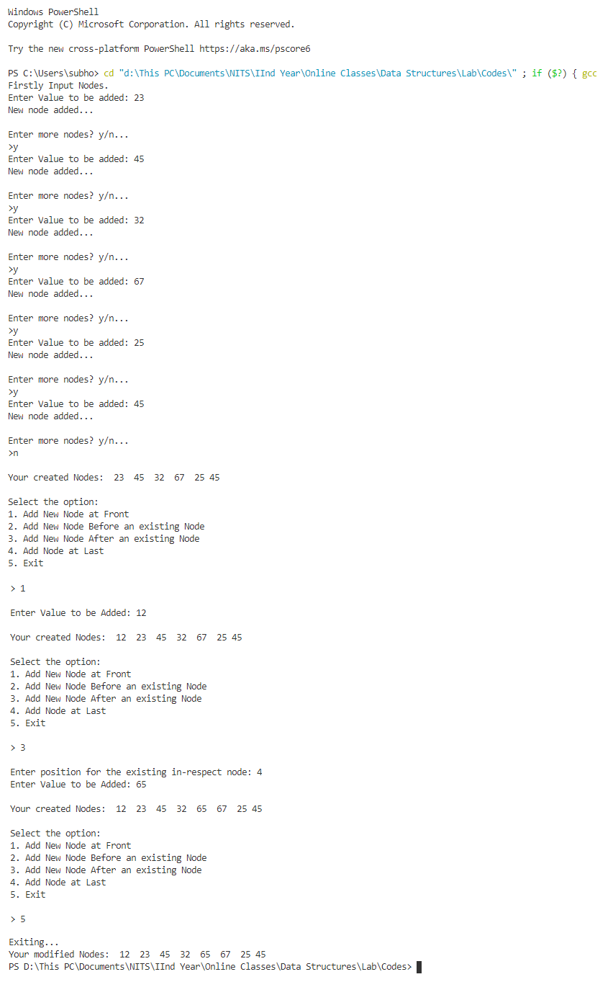 Windows PowerShell
Copyright (C) Microsoft Corporation. All rights reserved.
Try the new cross-platform PowerShell https://aka.ms/pscore6
PS C:\Users\subho> cd "d:\This PC\Documents\NITS\IInd Year\Online Classes\Data Structures\Lab\Codes\" ; if ($?) { gcc
Firstly Input Nodes.
Enter Value to be added: 23
New node added...
Enter more nodes? y/n...
>y
Enter Value to be added: 45
New node added...
Enter more nodes? y/n...
>y
Enter Value to be added: 32
New node added...
Enter more nodes? y/n...
>y
Enter Value to be added: 67
New node added...
Enter more nodes? y/n...
>y
Enter Value to be added: 25
New node added...
Enter more nodes? y/n...
>y
Enter Value to be added: 45
New node added...
Enter more nodes? y/n...
>n
Your created Nodes:  23  45  32  67  25 45
Select the option:
1. Add New Node at Front
2. Add New Node Before an existing Node
3. Add New Node After an existing Node
4. Add Node at Last
5. Exit
> 1
Enter Value to be Added: 12
Your created Nodes:  12  23  45  32  67  25 45
Select the option:
1. Add New Node at Front
2. Add New Node Before an existing Node
3. Add New Node After an existing Node
4. Add Node at Last
5. Exit
> 3
Enter position for the existing in-respect node: 4
Enter Value to be Added: 65
Your created Nodes:  12  23  45  32  65  67  25 45
Select the option:
1. Add New Node at Front
2. Add New Node Before an existing Node
3. Add New Node After an existing Node
4. Add Node at Last
5. Exit
> 5
Exiting...
Your modified Nodes:  12  23  45  32  65  67  25 45
PS D:\This PC\Documents\NITS\IInd Year\Online Classes\Data Structures\Lab\Codes>